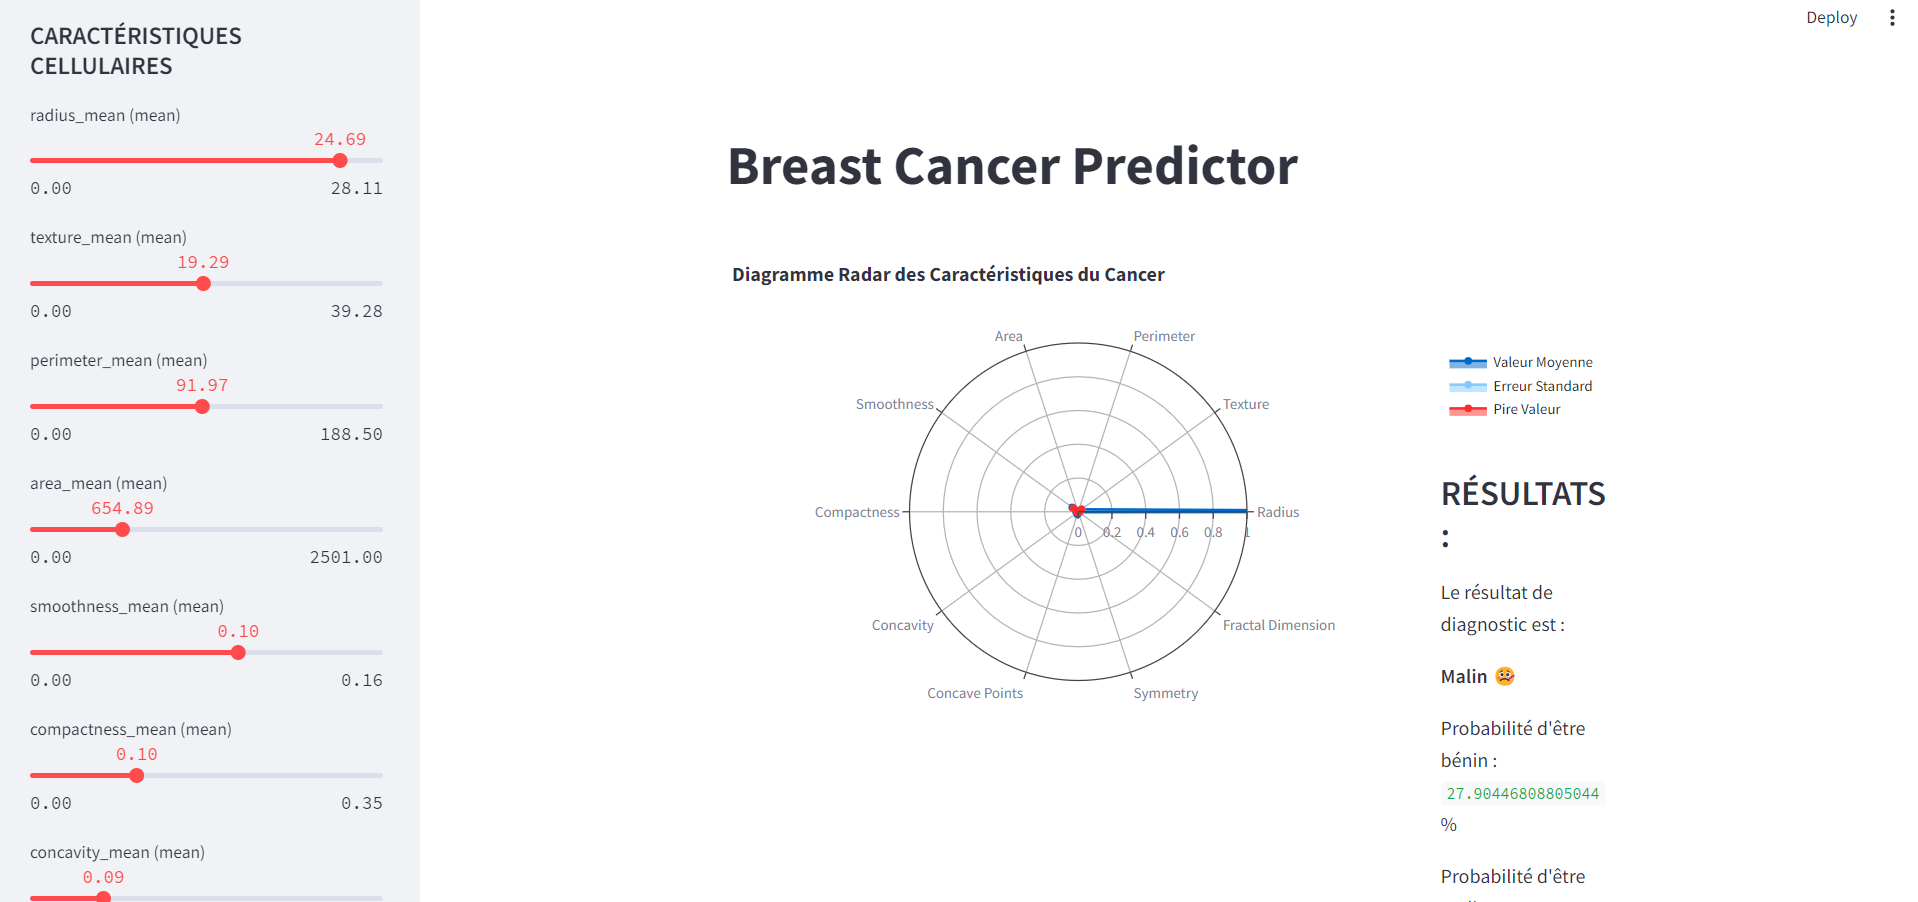 CARACTÉRISTIQUES
CELLULAIRES
radius_mean (mean)
24.69
0.00 28.11
texture_mean (mean)
19.29
0.00 39.28
perimeter_mean (mean)
91.97
0.00 188.50
area_mean (mean)
654.89
0.00 2501.00
smoothness_mean (mean)
0.10
0.00 0.16
compactness_mean (mean)
0.10
0.00 0.35
concavity_mean (mean)
0.09
Deploy
Breast Cancer Predictor
Diagramme Radar des Caractéristiques du Cancer
Area Perimeter
Smoothness Texture
Compactness Radius
0 0.2 0.4 0.6 0.8 1
Concavity Fractal Dimension
Concave Points Symmetry
Valeur Moyenne
Erreur Standard
Pire Valeur
RÉSULTATS
:
Le résultat de
diagnostic est :
Malin 🤒
Probabilité d'être
bénin :
27.90446808805044
%
Probabilité d'être